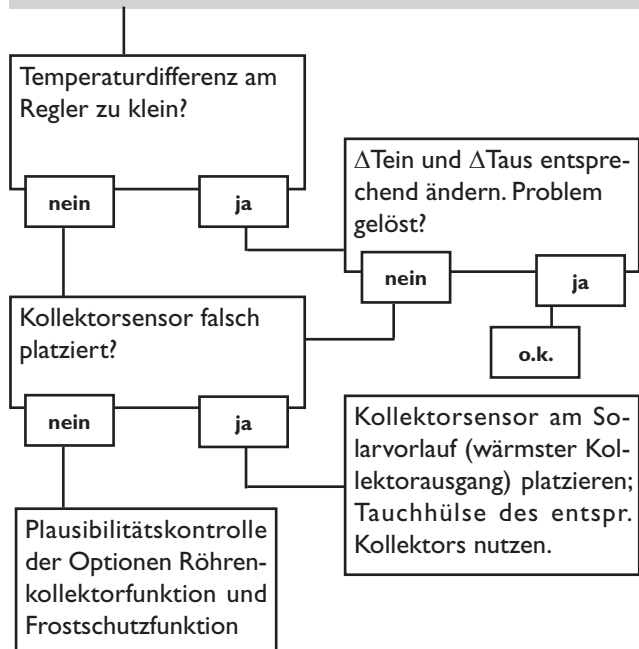 Temperaturdifferenz am
Regler zu klein?
nein
ja
ΔTein und ΔTaus entspre-
chend ändern. Problem
gelöst?
nein
ja
o.k.
Kollektorsensor falsch
platziert?
nein
ja
Kollektorsensor am So-
larvorlauf (wärmster Kol-
lektorausgang) platzieren;
Tauchhülse des entspr.
Kollektors nutzen.
Plausibilitätskontrolle
der Optionen Röhren-
kollektorfunktion und
Frostschutzfunktion